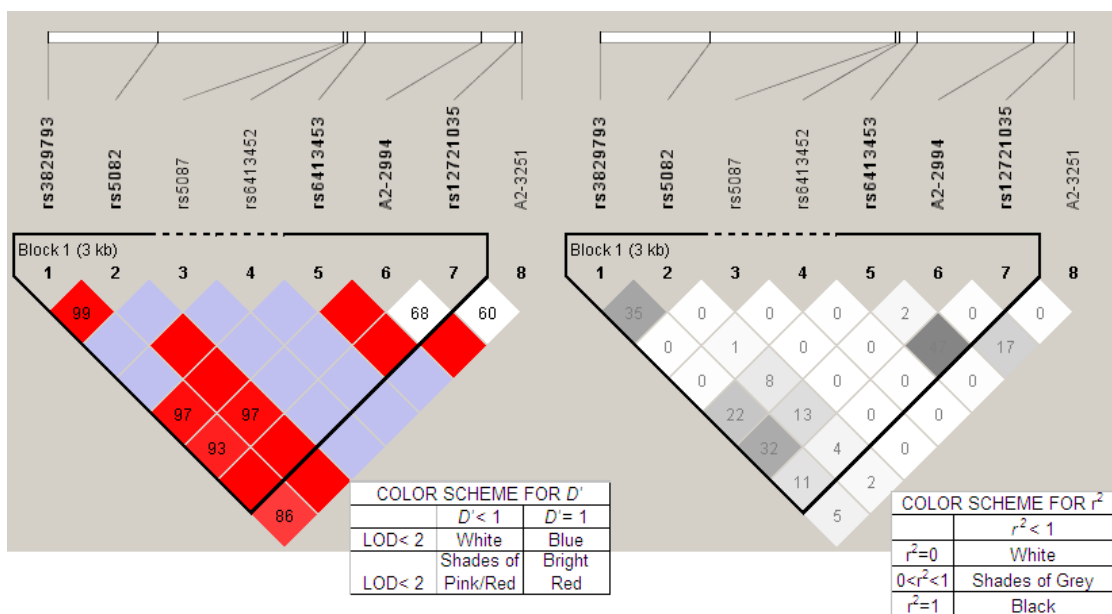 rs3829793
rs5082
rs5087
rs6413452
rs6413453
A2-2994
rs12721035
A2-3251
Block 1 (3 kb)
1 2 3 4 5 6 7 8
99 68 60
97 97
93
86
COLOR SCHEME FOR D'
D'< 1 D'= 1
LOD< 2 White Blue
LOD< 2 Shades of Pink/Red Bright Red
rs3829793
rs5082
rs5087
rs6413452
rs6413453
A2-2994
rs12721035
A2-3251
Block 1 (3 kb)
1 2 3 4 5 6 7 8
35 0 0 0 2 0 0
0 1 0 0 17
0 8 0 0 0
22 13 0 0
32 4 0
11 2
5
COLOR SCHEME FOR r²
r² < 1
r²=0 White
0<r²<1 Shades of Grey
r²=1 Black